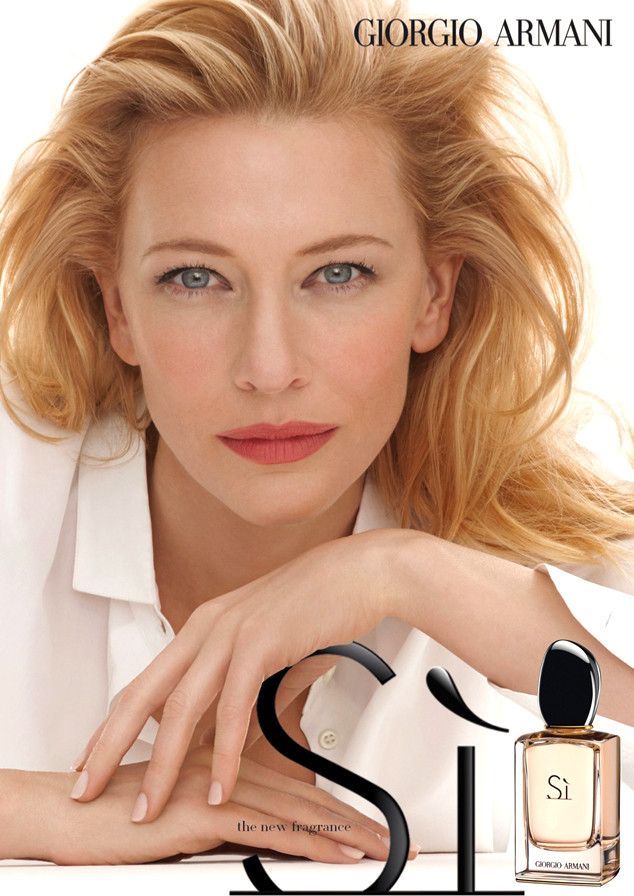 GIORGIO ARMANI
Sì
the new fragrance
Sì
GIORGIO ARMANI